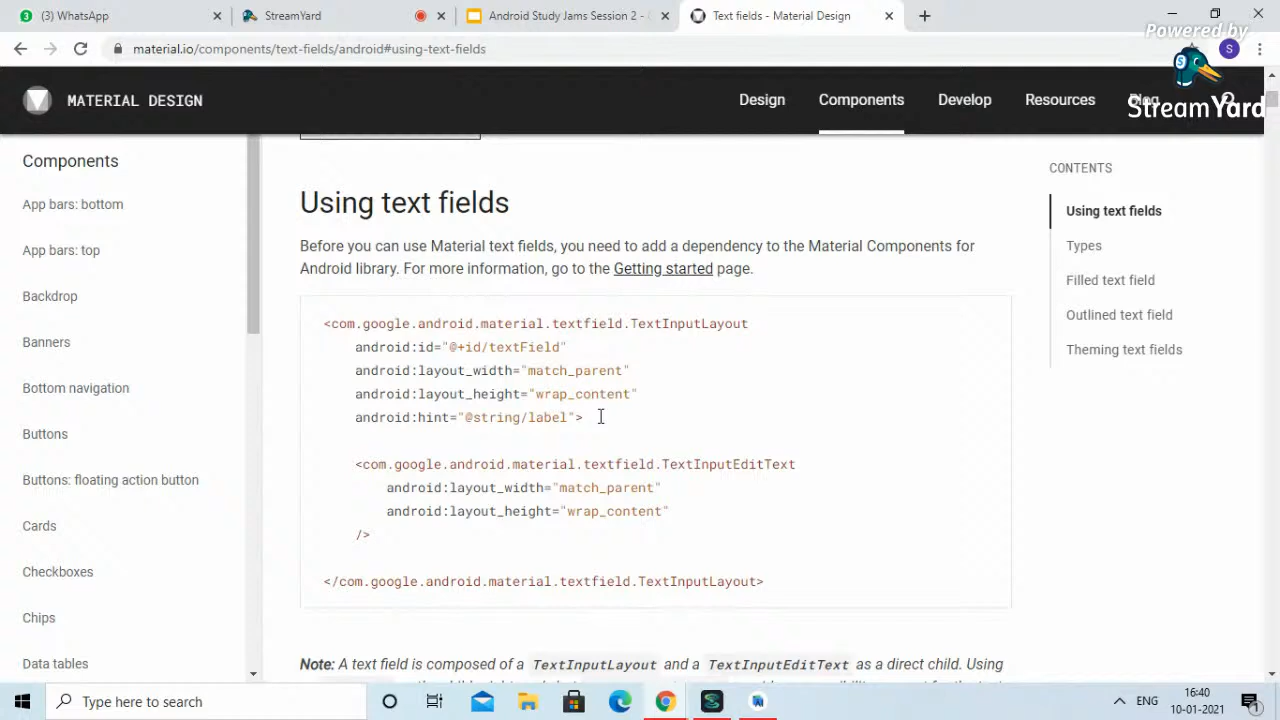 (3) WhatsApp
StreamYard
Android Study Jams Session 2 -
Text fields - Material Design
Powered by
material.io/components/text-fields/android#using-text-fields
S
MATERIAL DESIGN
Design
Components
Develop
Resources
Blog
StreamYard
Components
App bars: bottom
App bars: top
Backdrop
Banners
Bottom navigation
Buttons
Buttons: floating action button
Cards
Checkboxes
Chips
Data tables
Using text fields
Before you can use Material text fields, you need to add a dependency to the Material Components for
Android library. For more information, go to the Getting started page.
<com.google.android.material.textfield.TextInputLayout
android:id="@+id/textField"
android:layout_width="match_parent"
android:layout_height="wrap_content"
android:hint="@string/label">
<com.google.android.material.textfield.TextInputEditText
android:layout_width="match_parent"
android:layout_height="wrap_content"
/>
</com.google.android.material.textfield.TextInputLayout>
Note: A text field is composed of a TextInputLayout and a TextInputEditText as a direct child. Using
CONTENTS
Using text fields
Types
Filled text field
Outlined text field
Theming text fields
Type here to search
ENG
16:40
10-01-2021